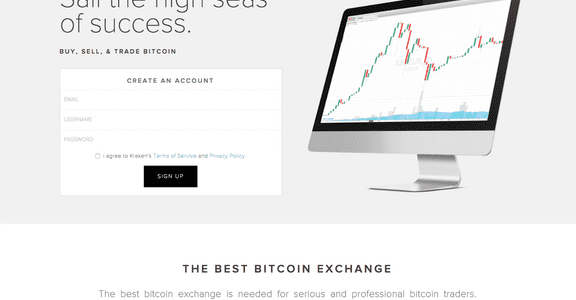 Sail the high seas
of success.
BUY, SELL, & TRADE BITCOIN
CREATE AN ACCOUNT
EMAIL
USERNAME
PASSWORD
I agree to Kraken's Terms of Service and Privacy Policy.
SIGN UP
THE BEST BITCOIN EXCHANGE
The best bitcoin exchange is needed for serious and professional bitcoin traders.